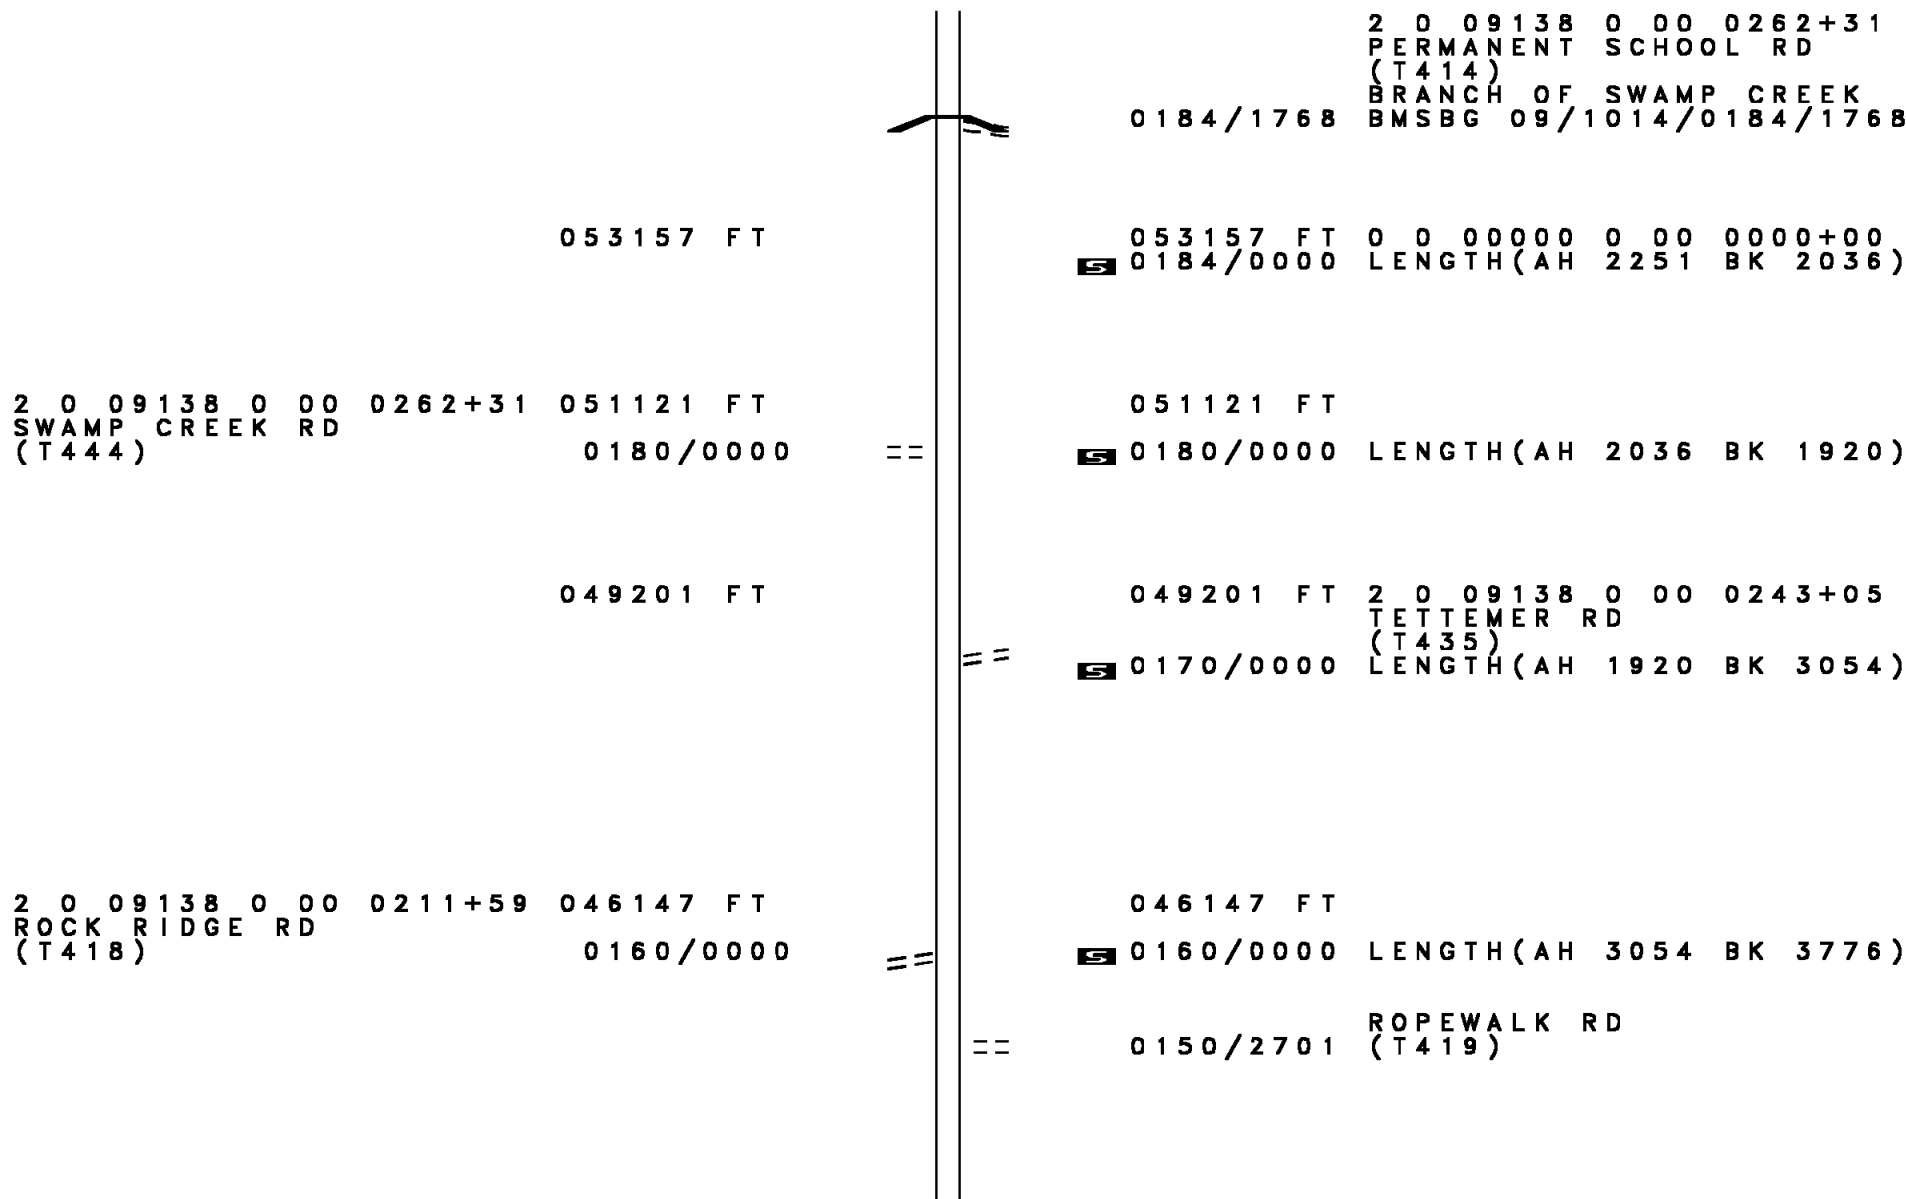 2 0 09138 0 00 0262+31
PERMANENT SCHOOL RD
(T414)
BRANCH OF SWAMP CREEK
0184/1768 BMSBG 09/1014/0184/1768
053157 FT 053157 FT 0 0 00000 0 00 0000+00
S 0184/0000 LENGTH(AH 2251 BK 2036)
2 0 09138 0 00 0262+31 051121 FT 051121 FT
SWAMP CREEK RD
(T444) 0180/0000 S 0180/0000 LENGTH(AH 2036 BK 1920)
049201 FT 049201 FT 2 0 09138 0 00 0243+05
TETTEMER RD
(T435)
S 0170/0000 LENGTH(AH 1920 BK 3054)
2 0 09138 0 00 0211+59 046147 FT 046147 FT
ROCK RIDGE RD
(T418) 0160/0000 S 0160/0000 LENGTH(AH 3054 BK 3776)
ROPEWALK RD
0150/2701 (T419)